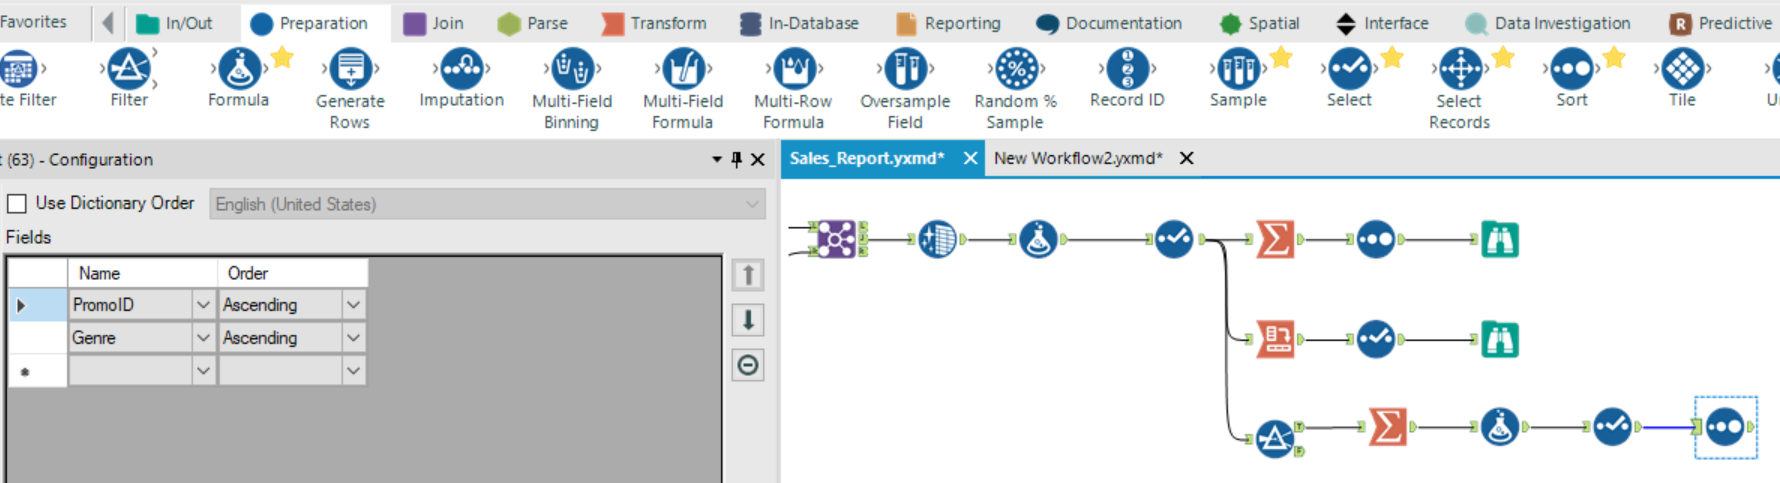 Favorites In/Out Preparation Join Parse Transform In-Database Reporting Documentation Spatial Interface Data Investigation Predictive
te Filter Filter Formula Generate Rows Imputation Multi-Field Binning Multi-Field Formula Multi-Row Formula Oversample Field Random % Sample Record ID Sample Select Select Records Sort Tile U
t (63) - Configuration
Sales_Report.yxmd* New Workflow2.yxmd*
Use Dictionary Order English (United States)
Fields
Name Order
PromoID Ascending
Genre Ascending